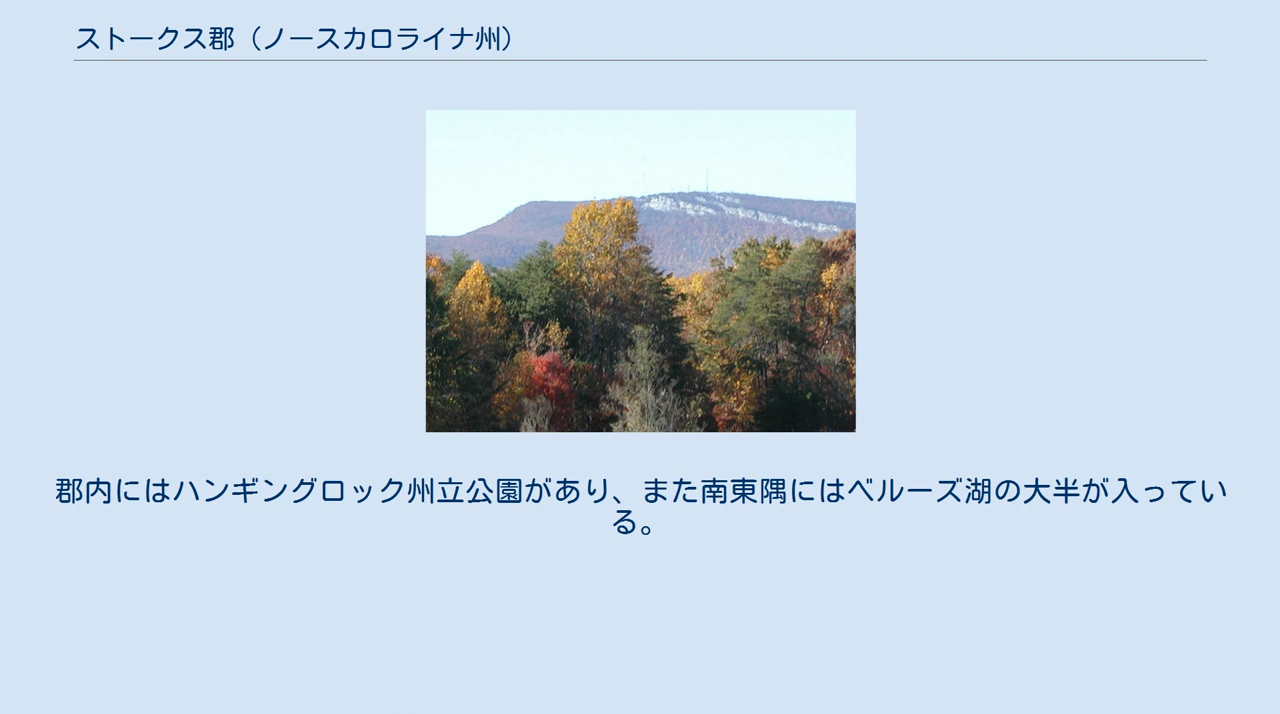 ストークス郡（ノースカロライナ州）
郡内にはハンギングロック州立公園があり、また南東隅にはベルーズ湖の大半が入ってい
る。